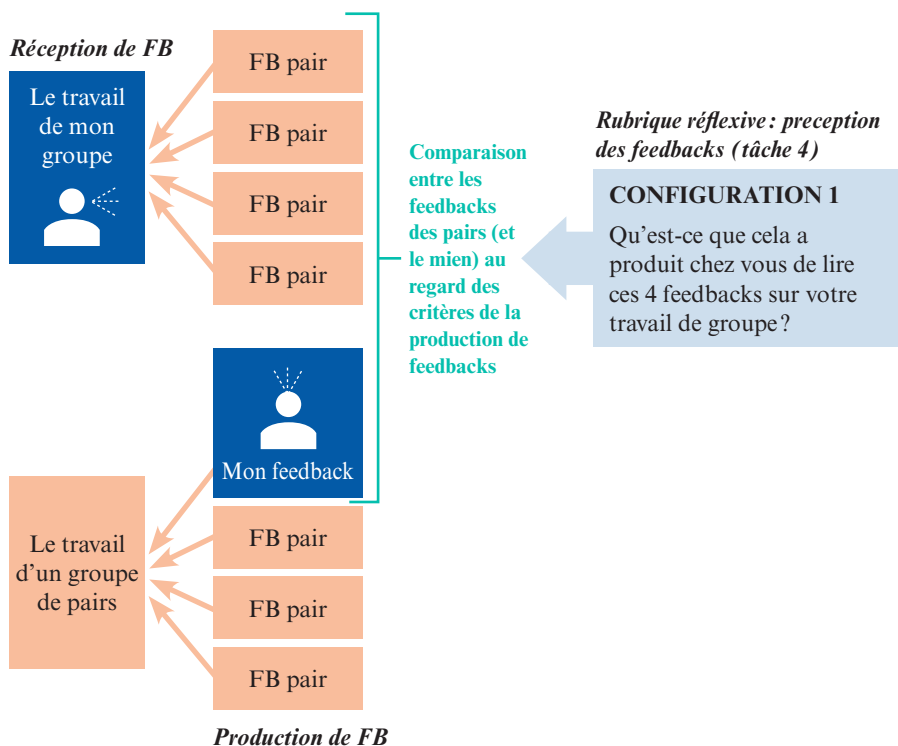 Réception de FB
Le travail
de mon
groupe
FB pair
FB pair
FB pair
FB pair
Comparaison
entre les
feedbacks
des pairs (et
le mien) au
regard des
critères de la
production de
feedbacks
Rubrique réflexive : preception
des feedbacks (tâche 4)
CONFIGURATION 1
Qu'est-ce que cela a
produit chez vous de lire
ces 4 feedbacks sur votre
travail de groupe ?
Mon feedback
Le travail
d'un groupe
de pairs
FB pair
FB pair
FB pair
Production de FB